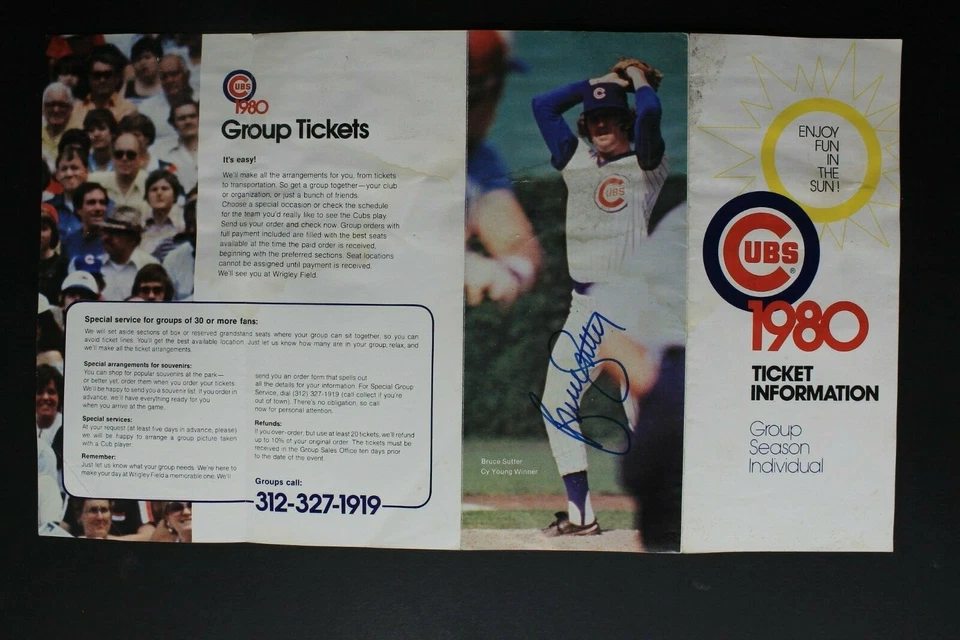 CUBS
1980
Group Tickets
It's easy!
We'll make all the arrangements for you, from tickets
to transportation. So get a group together—your club
or organization, or just a bunch of friends.
Choose a special occasion or check the schedule
for the team you'd really like to see the Cubs play.
Send us your order and check now. Group orders with
full payment included are filled with the best seats
available at the time the paid order is received,
beginning with the preferred sections. Seat locations
cannot be assigned until payment is received.
We'll see you at Wrigley Field.
Special service for groups of 30 or more fans:
We will set aside sections of box or reserved grandstand seats where your group can sit together, so you can
avoid ticket lines. You'll get the best available location. Just let us know how many are in your group, relax, and
we'll make all the ticket arrangements.
Special arrangements for souvenirs:
You can shop for popular souvenirs at the park—
or better yet, order them when you order your tickets.
We'll be happy to send you a souvenir list. If you order in
advance, we'll have everything ready for you
when you arrive at the game.
Special services:
At your request (at least five days in advance, please)
we will be happy to arrange a group picture taken
with a Cub player.
Remember:
Just let us know what your group needs. We're here to
make your day at Wrigley Field a memorable one. We'll
send you an order form that spells out
all the details for your information. For Special Group
Service, dial (312) 327-1919 (call collect if you're
out of town). There's no obligation, so call
now for personal attention.
Refunds:
If you over-order, but use at least 20 tickets, we'll refund
up to 10% of your original order. The tickets must be
received in the Group Sales Office ten days prior
to the date of the event.
Groups call:
312-327-1919
C
CUBS
Bruce Sutter
Bruce Sutter
Cy Young Winner
ENJOY
FUN
IN
THE
SUN!
CUBS®
1980
TICKET
INFORMATION
Group
Season
Individual